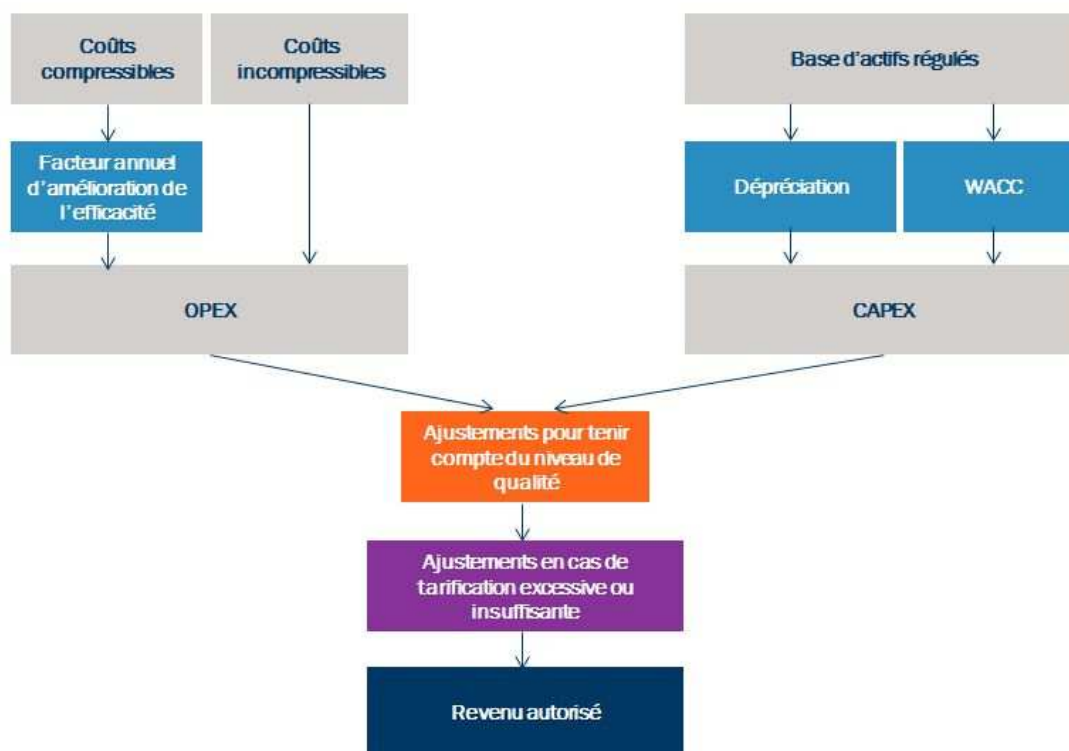 Coûts
compressibles
Coûts
incompressibles
Base d'actifs régulés
Facteur annuel
d'amélioration de
l'efficacité
Dépréciation
WACC
OPEX
CAPEX
Ajustements pour tenir
compte du niveau de
qualité
Ajustements en cas de
tarification excessive ou
insuffisante
Revenu autorisé